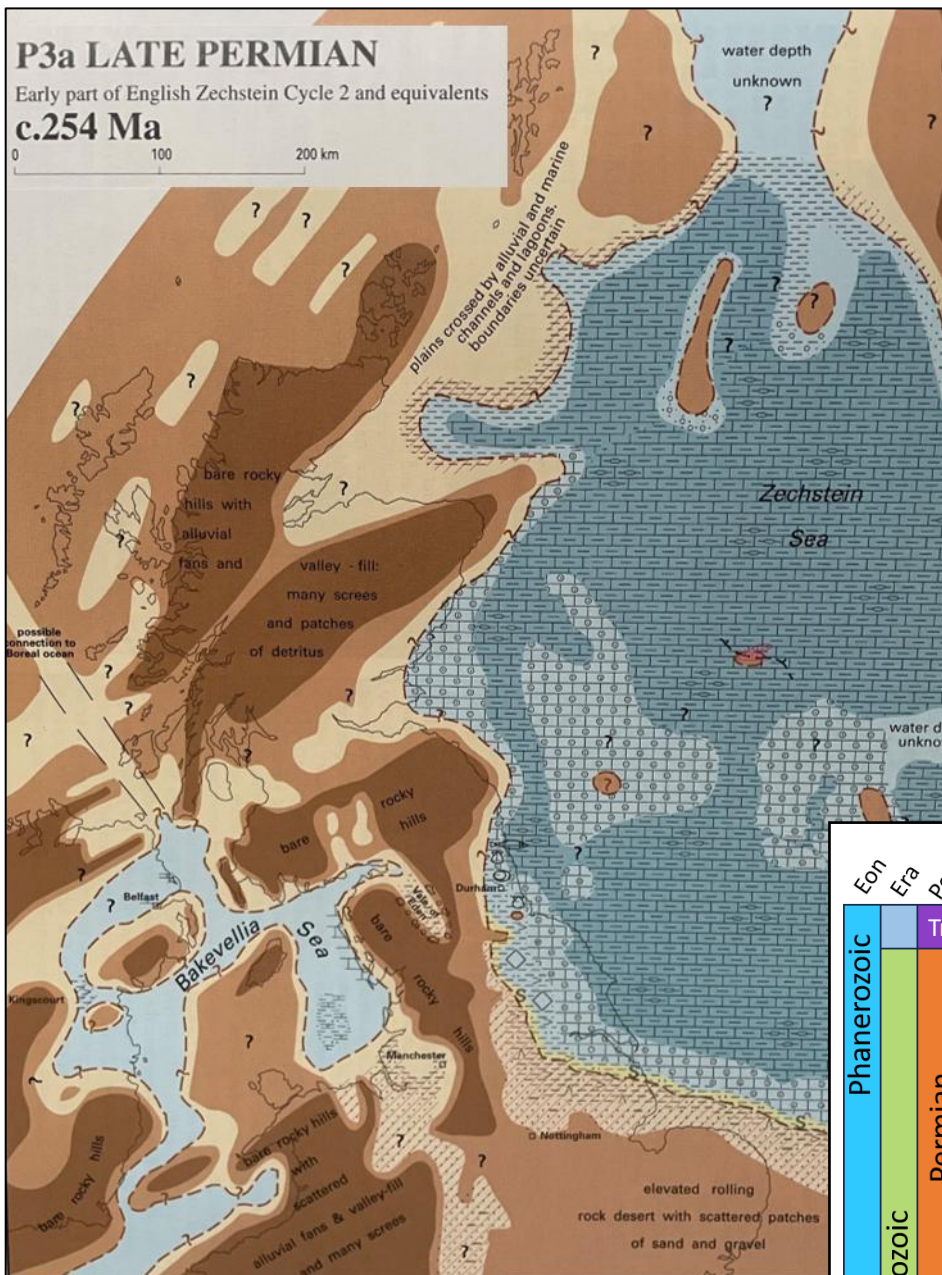 P3a LATE PERMIAN
Early part of English Zechstein Cycle 2 and equivalents
c.254 Ma
0 100 200 km
water depth
unknown
?
?
?
?
?
?
?
plains crossed by alluvial and marine
channels and lagoons.
boundaries uncertain
?
?
?
?
?
?
bare rocky
hills with
alluvial
fans and
?
Zechstein
Sea
?
valley - fill:
many screes
and patches
of detritus
possible
connection to
Boreal ocean
?
?
?
?
?
?
?
?
?
water d
unkno
?
?
bare
rocky
hills
?
?
Durham
Vale of
Eden
Belfast
?
Bakevellia
Sea
bare
rocky
hills
Kingscourt
?
S
Manchester
S
S
Nottingham
bare rocky hills
bare rocky hills
with
scattered
alluvial fans & valley-fill
and many screes
?
?
?
?
elevated rolling
rock desert with scattered patches
of sand and gravel
Eon
Era
Pe
Phanerozoic
Tr
Permian
ozoic